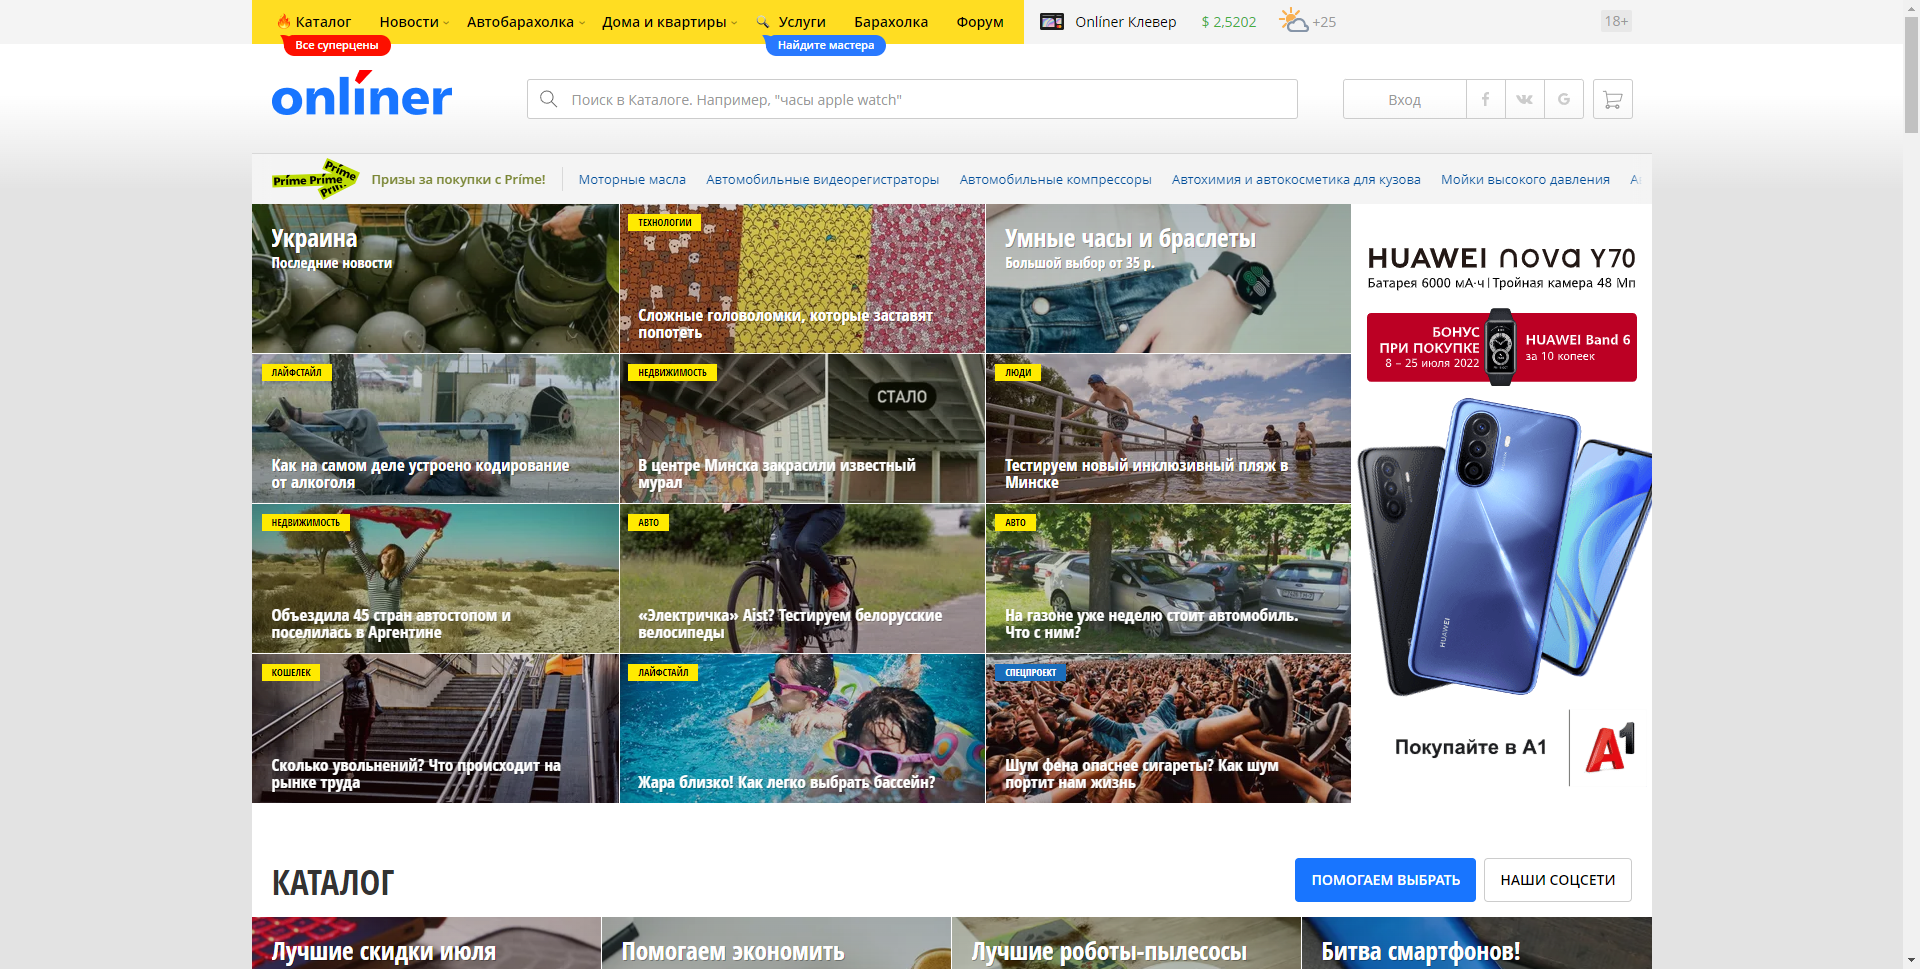 Каталог
Новости
Автобарахолка
Дома и квартиры
Услуги
Барахолка
Форум
Onlíner Клевер
$ 2,5202
+25
18+
Все суперцены
Найдите мастера
onlíner
Поиск в Каталоге. Например, "часы apple watch"
Вход
Príme Príme Príme
Призы за покупки с Príme!
Моторные масла
Автомобильные видеорегистраторы
Автомобильные компрессоры
Автохимия и автокосметика для кузова
Мойки высокого давления
Украина
Последние новости
ТЕХНОЛОГИИ
Сложные головоломки, которые заставят
попотеть
Умные часы и браслеты
Большой выбор от 35 р.
HUAWEI nova Y70
Батарея 6000 мА·ч | Тройная камера 48 Мп
БОНУС
ПРИ ПОКУПКЕ
8 – 25 июля 2022
HUAWEI Band 6
за 10 копеек
HUAWEI
Покупайте в А1
A1
ЛАЙФСТАЙЛ
Как на самом деле устроено кодирование
от алкоголя
НЕДВИЖИМОСТЬ
СТАЛО
В центре Минска закрасили известный
мурал
ЛЮДИ
Тестируем новый инклюзивный пляж в
Минске
НЕДВИЖИМОСТЬ
Объездила 45 стран автостопом и
поселилась в Аргентине
АВТО
«Электричка» Aist? Тестируем белорусские
велосипеды
АВТО
На газоне уже неделю стоит автомобиль.
Что с ним?
КОШЕЛЕК
Сколько увольнений? Что происходит на
рынке труда
ЛАЙФСТАЙЛ
Жара близко! Как легко выбрать бассейн?
СПЕЦПРОЕКТ
Шум фена опаснее сигареты? Как шум
портит нам жизнь
КАТАЛОГ
ПОМОГАЕМ ВЫБРАТЬ
НАШИ СОЦСЕТИ
Лучшие скидки июля
Помогаем экономить
Лучшие роботы-пылесосы
Битва смартфонов!